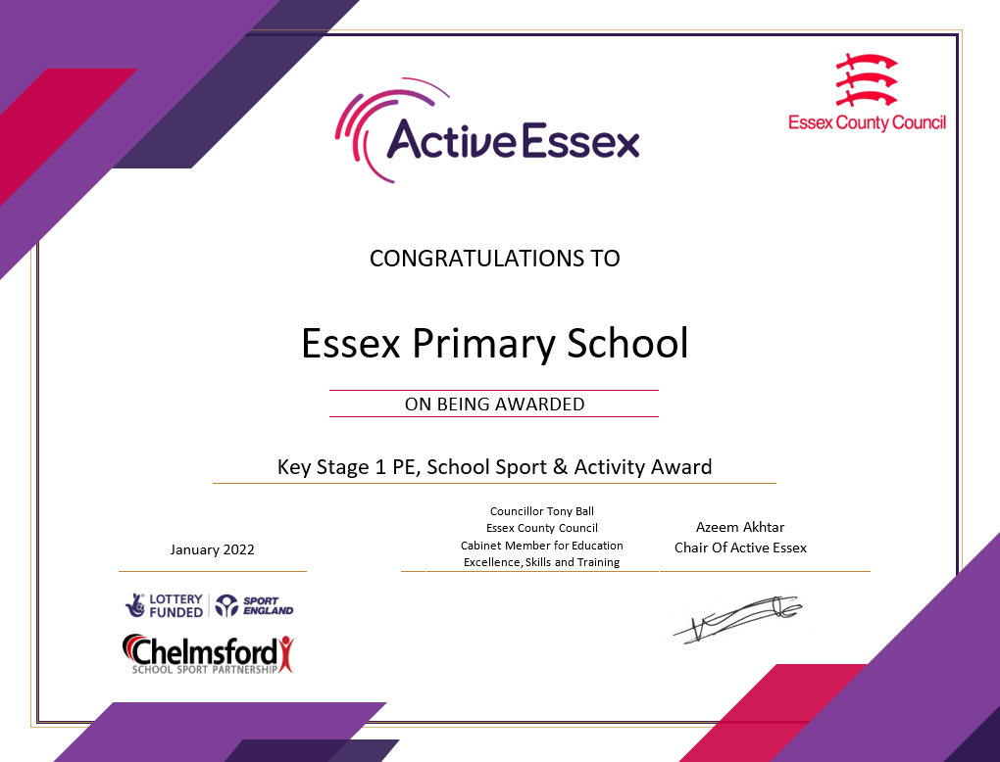 ActiveEssex
Essex County Council
CONGRATULATIONS TO
Essex Primary School
ON BEING AWARDED
Key Stage 1 PE, School Sport & Activity Award
January 2022
Councillor Tony Ball
Essex County Council
Cabinet Member for Education
Excellence, Skills and Training
Azeem Akhtar
Chair Of Active Essex
LOTTERY
FUNDED
SPORT
ENGLAND
Chelmsford
SCHOOL SPORT PARTNERSHIP